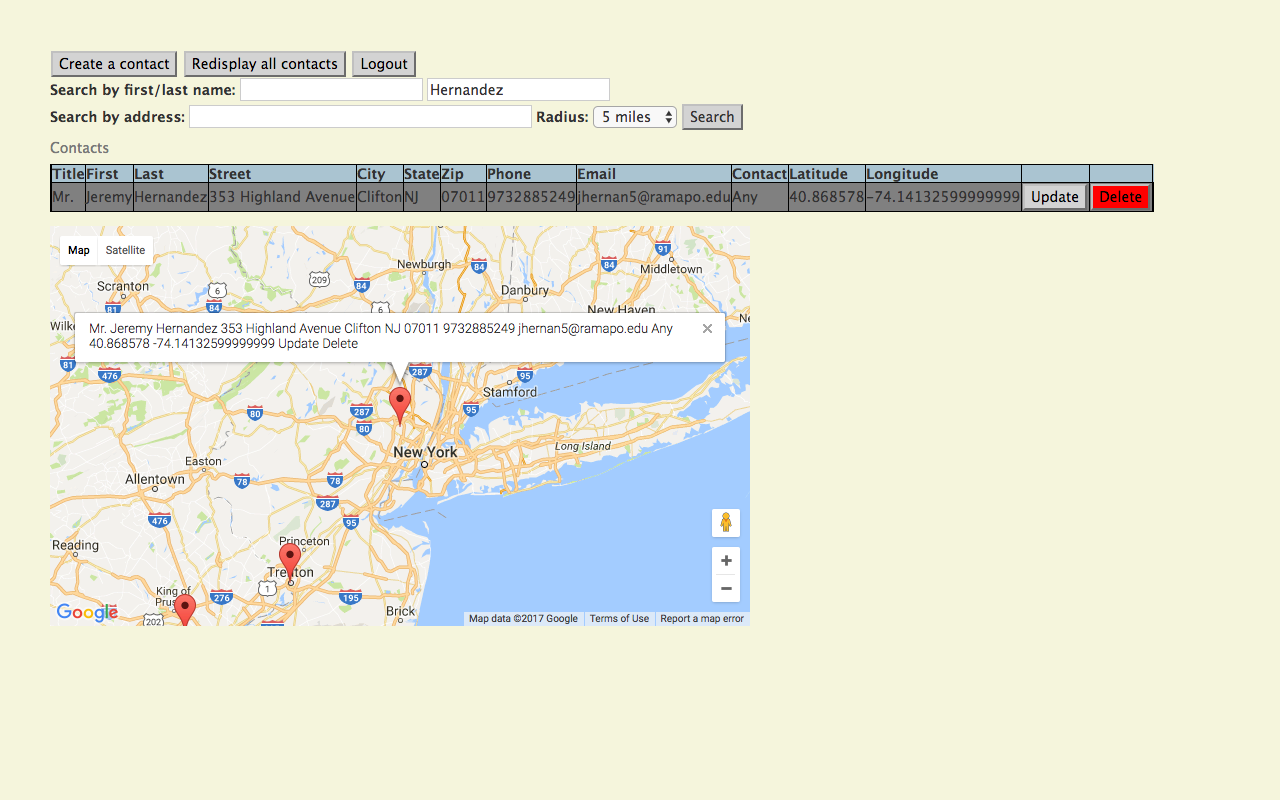 Create a contact Redisplay all contacts Logout
Search by first/last name: Hernandez
Search by address: Radius: 5 miles Search
Contacts
Title First Last Street City State Zip Phone Email Contact Latitude Longitude
Mr. Jeremy Hernandez 353 Highland Avenue Clifton NJ 07011 9732885249 jhernan5@ramapo.edu Any 40.868578 -74.14132599999999 Update Delete
Map Satellite
91
Newburgh 84 84 Middletown
209
Scranton 6 84 Danbury
81 84 6 New Haven
Wilke
Ne
Mr. Jeremy Hernandez 353 Highland Avenue Clifton NJ 07011 9732885249 jhernan5@ramapo.edu Any
40.868578 -74.14132599999999 Update Delete
81 476 287 95
Stamford
80 287 95
80
New York Long Island
Easton
Allentown 78 78
287
476 95
Reading Princeton
Trenton
King of 1
Prus 276 195
202 Brick
Google Map data ©2017 Google Terms of Use Report a map error